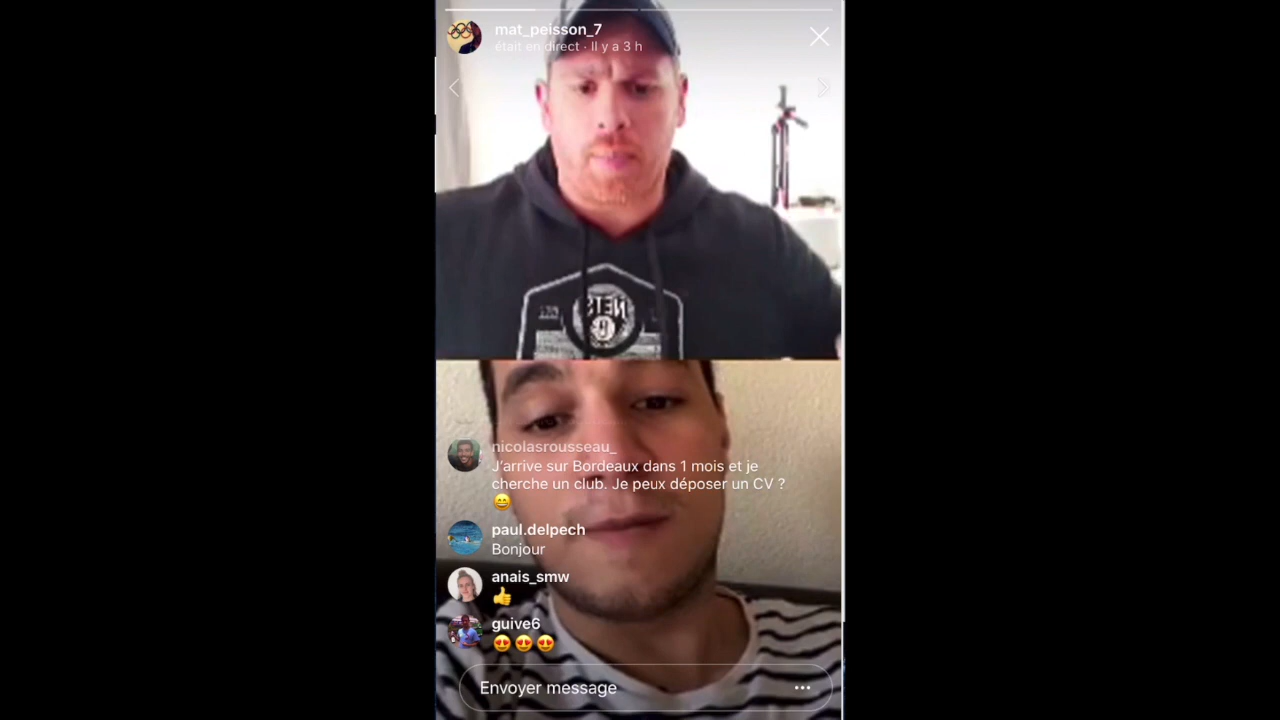 mat_peisson_7
était en direct · Il y a 3 h
NETS
nicolasrousseau_
J'arrive sur Bordeaux dans 1 mois et je
cherche un club. Je peux déposer un CV ?
😄
paul.delpech
Bonjour
anais_smw
👍
guive6
😍😍😍
Envoyer message